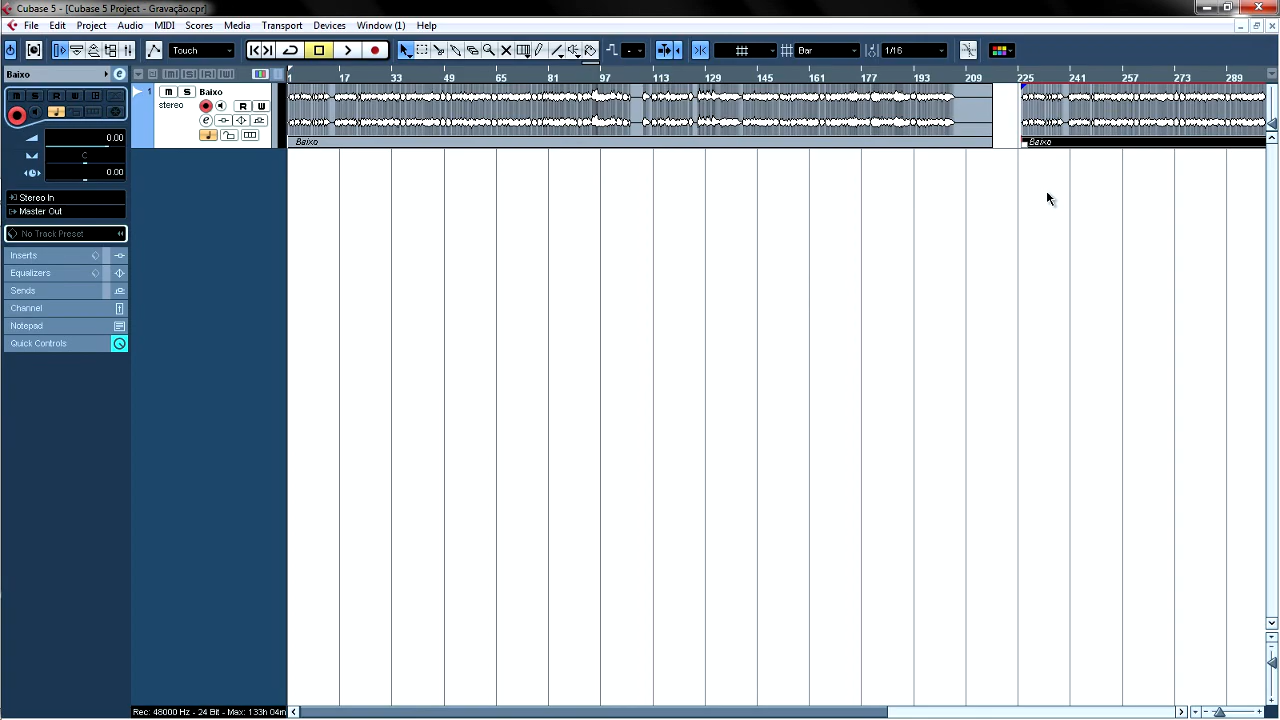 Cubase 5 - [Cubase 5 Project - Gravação.cpr]
File Edit Project Audio MIDI Scores Media Transport Devices Window (1) Help
Touch
Bar
1/16
Baixo
e
M S R W
0.00
C
0.00
Stereo In
Master Out
No Track Preset
Inserts
Equalizers
Sends
Channel
Notepad
Quick Controls
M S R W
1 M S Baixo
stereo
R W
e
1 17 33 49 65 81 97 113 129 145 161 177 193 209 225 241 257 273 289
Baixo
Baixo
Rec: 48000 Hz - 24 Bit - Max: 133h 04m